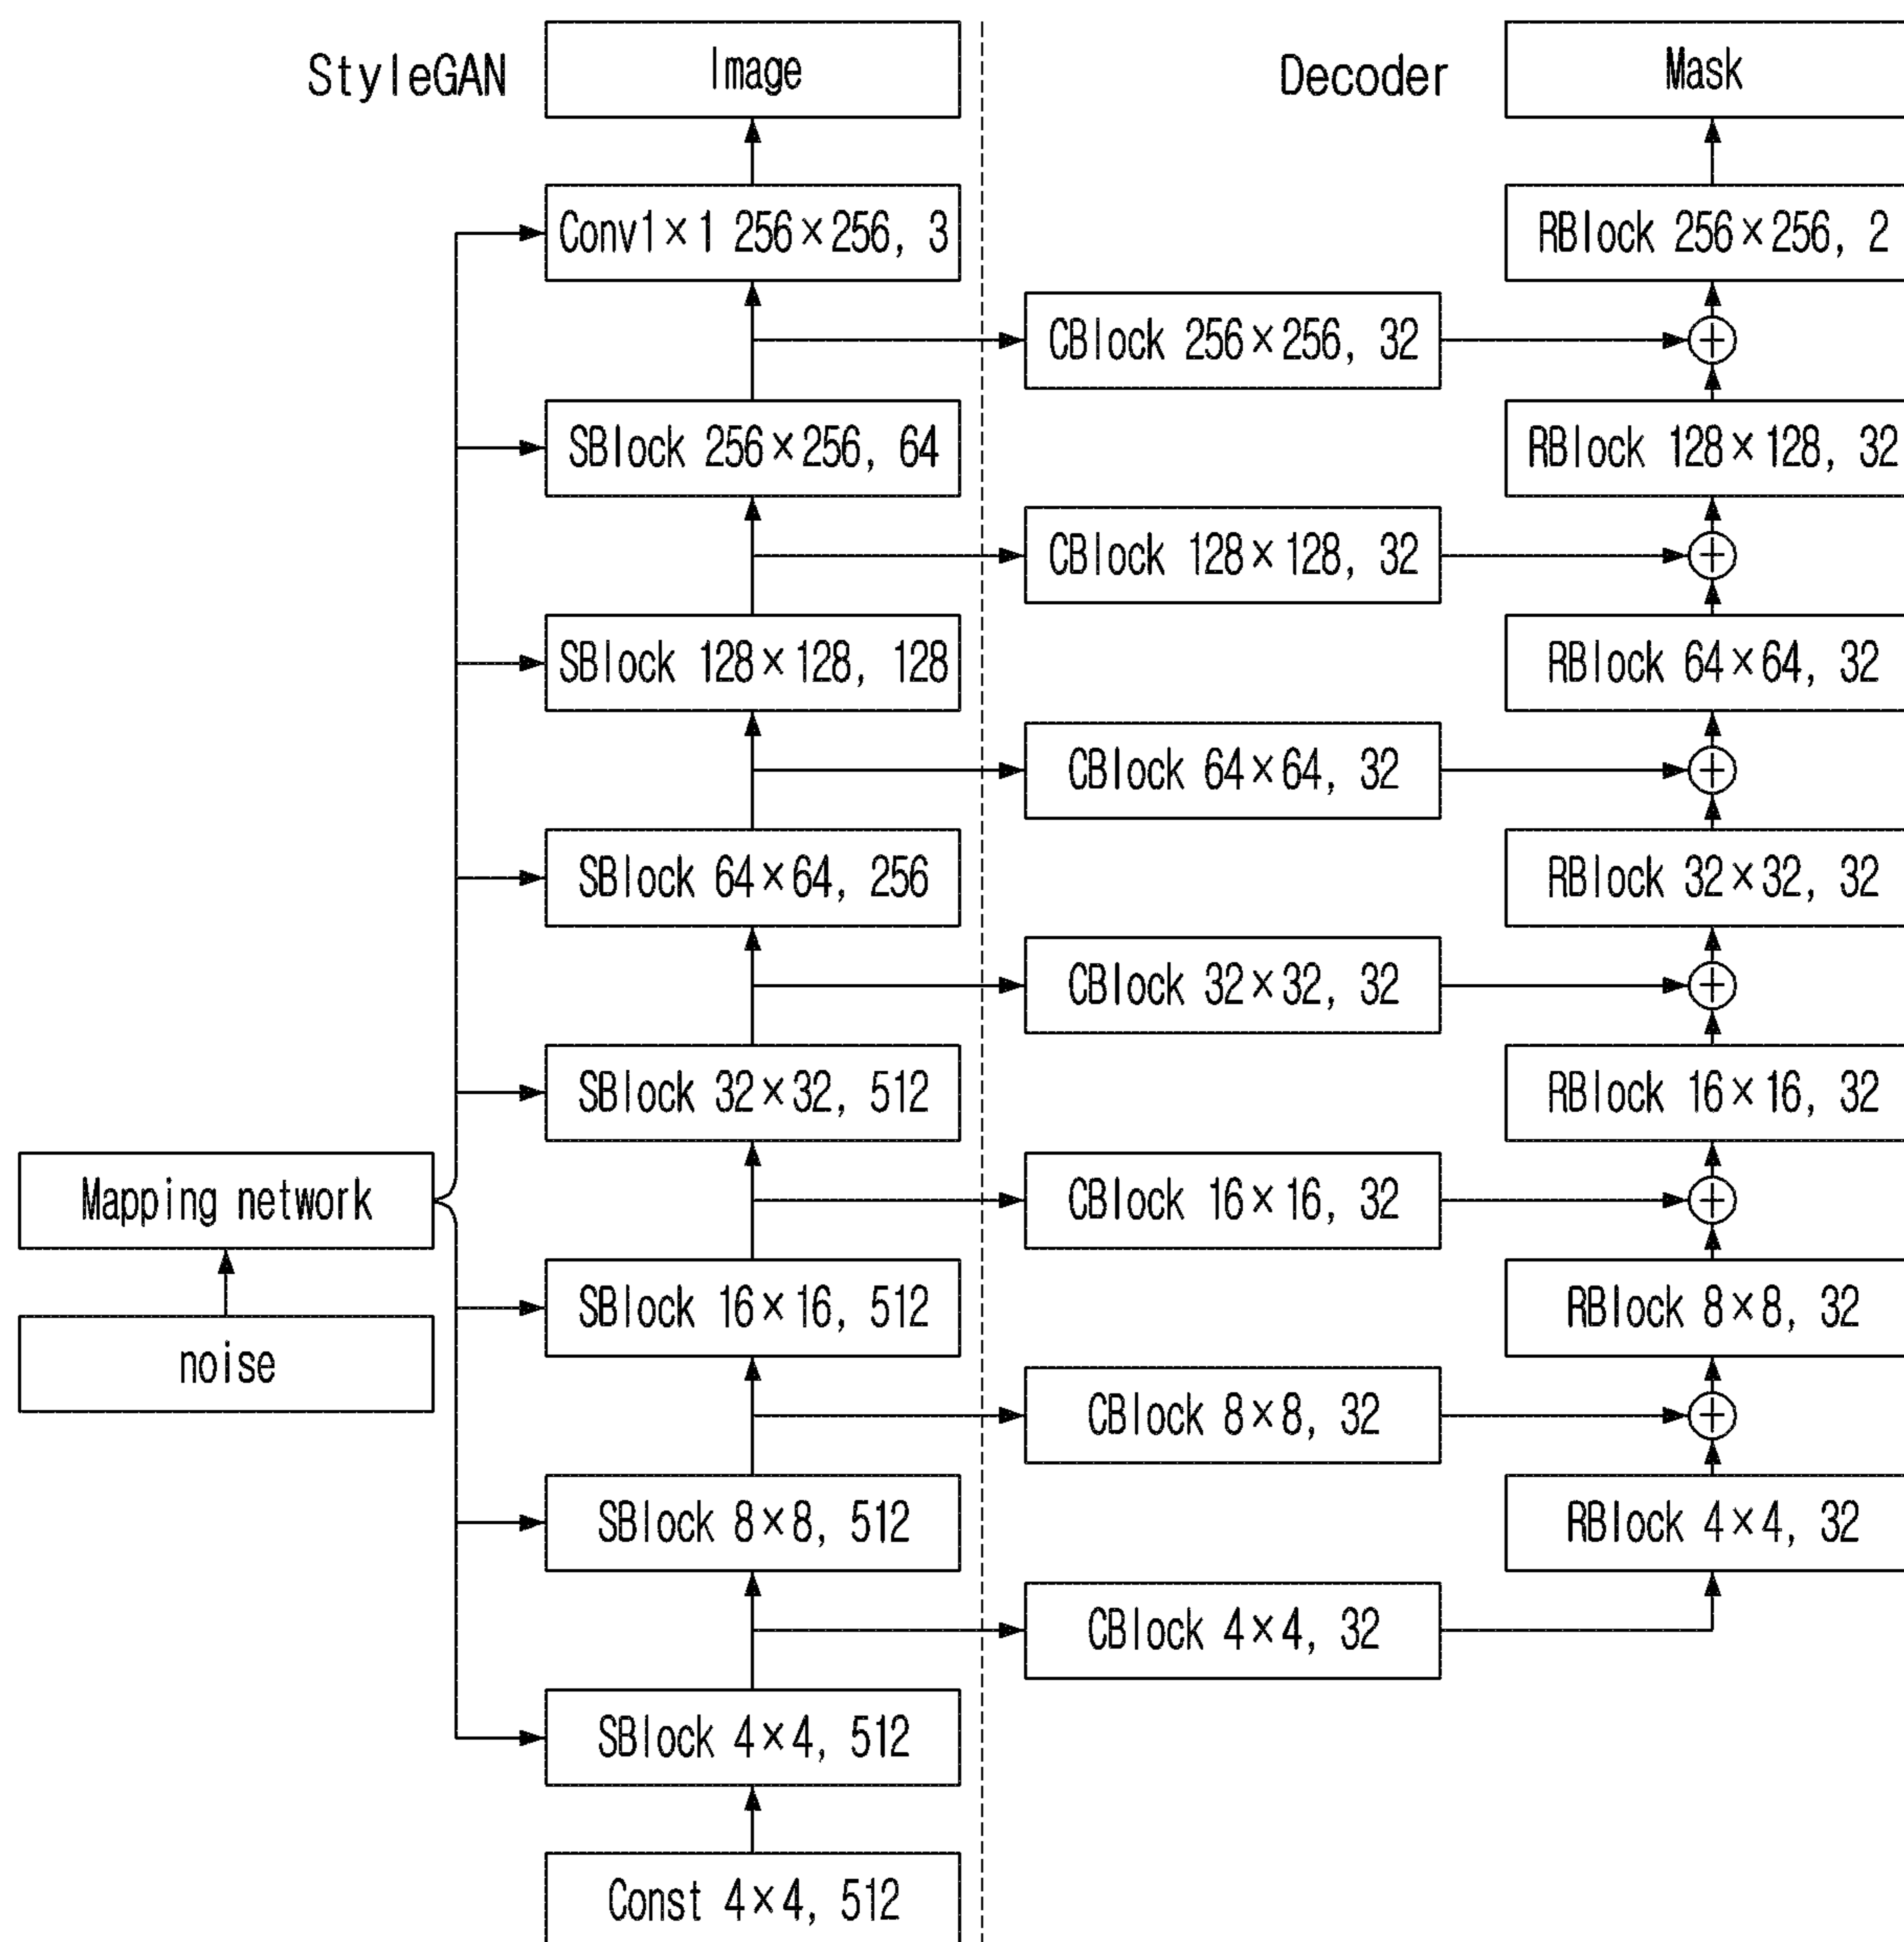 StyleGAN
Image
Decoder
Mask
Conv1×1 256×256, 3
RBlock 256×256, 2
CBlock 256×256, 32
SBlock 256×256, 64
RBlock 128×128, 32
CBlock 128×128, 32
SBlock 128×128, 128
RBlock 64×64, 32
CBlock 64×64, 32
SBlock 64×64, 256
RBlock 32×32, 32
CBlock 32×32, 32
SBlock 32×32, 512
RBlock 16×16, 32
Mapping network
CBlock 16×16, 32
SBlock 16×16, 512
RBlock 8×8, 32
noise
CBlock 8×8, 32
SBlock 8×8, 512
RBlock 4×4, 32
CBlock 4×4, 32
SBlock 4×4, 512
Const 4×4, 512